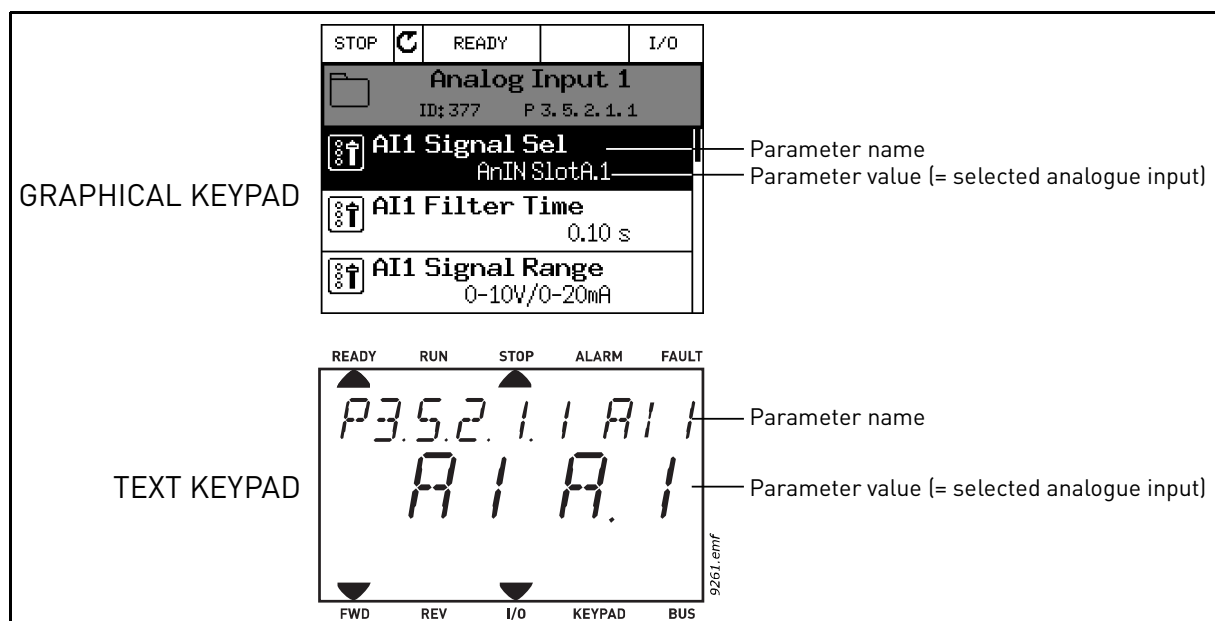 STOP READY I/O
Analog Input 1
ID:377 P 3.5.2.1.1
AI1 Signal Sel
AnIN SlotA.1
AI1 Filter Time
0.10 s
AI1 Signal Range
0-10V/0-20mA
Parameter name
Parameter value (= selected analogue input)
GRAPHICAL KEYPAD
READY RUN STOP ALARM FAULT
P3.5.2.1.1 AI1
AI A.1
Parameter name
Parameter value (= selected analogue input)
TEXT KEYPAD
FWD REV I/O KEYPAD BUS
9261.emf